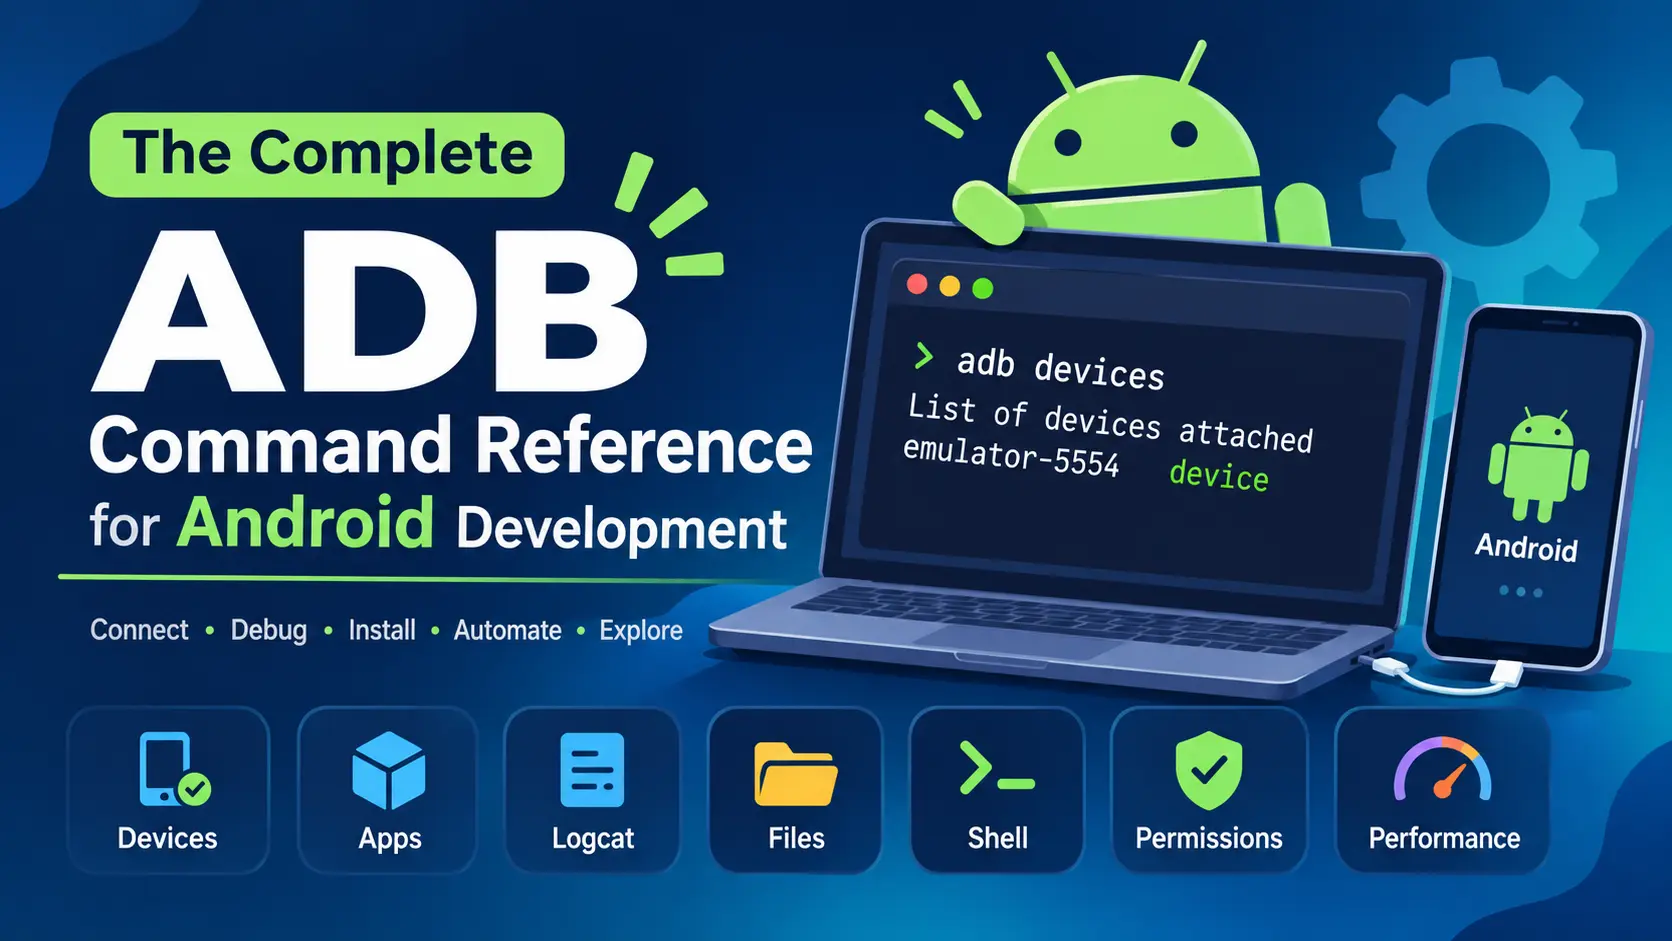 The Complete
ADB
Command Reference
for Android Development
Connect • Debug • Install • Automate • Explore
> adb devices
List of devices attached
emulator-5554 device
Android
Devices
Apps
Logcat
Files
Shell
Permissions
Performance